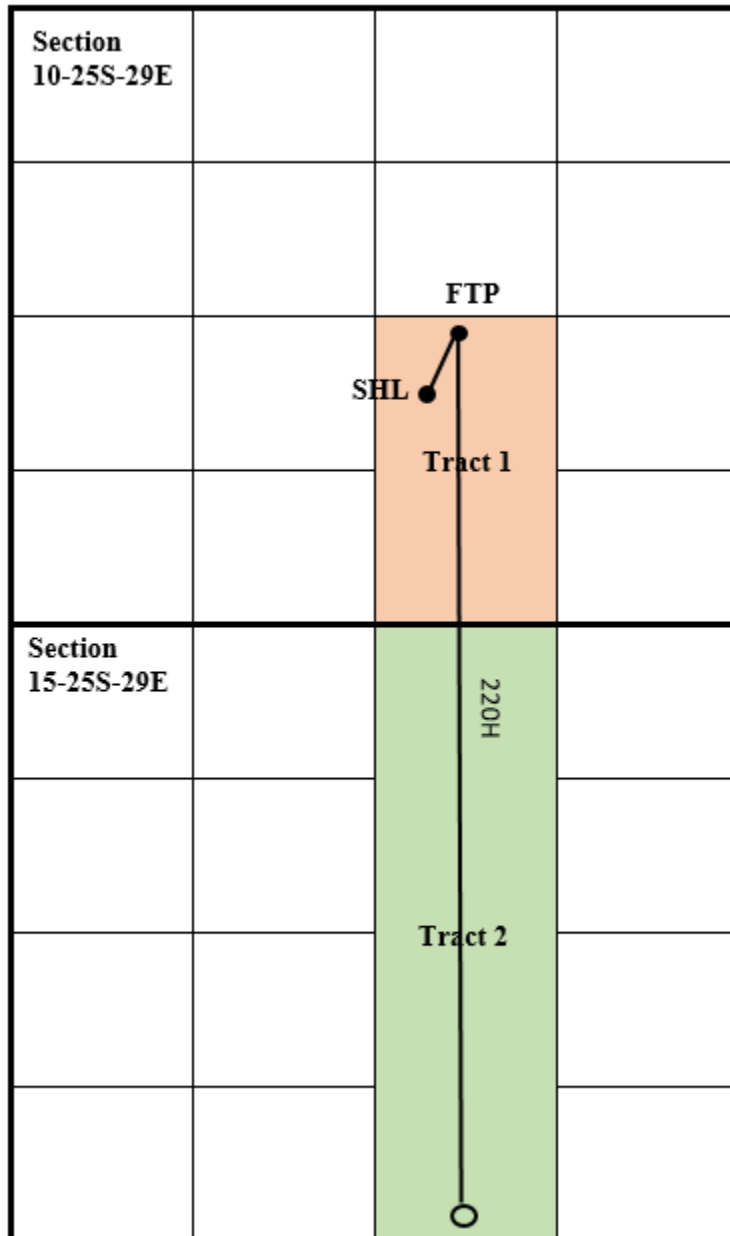 Section
10-25S-29E
FTP
SHL
Tract 1
Section
15-25S-29E
220H
Tract 2